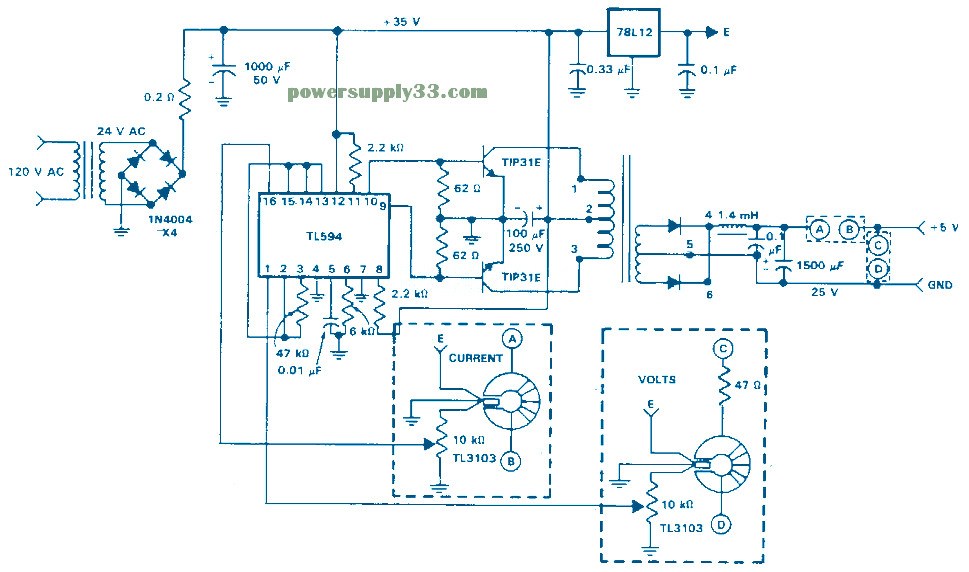 +35 V
78L12
E
1000 µF
50 V
0.33 µF
0.1 µF
powersupply33.com
0.2 Ω
24 V AC
120 V AC
1N4004
X4
2.2 kΩ
TIP31E
62 Ω
16 15 14 13 12 11 10 9
TL594
1 2 3 4 5 6 7 8
62 Ω
100 µF
250 V
TIP31E
1
2
3
4
1.4 mH
5
6
0.1
µF
1500 µF
25 V
A
B
C
D
+5 V
GND
2.2 kΩ
6 kΩ
47 kΩ
0.01 µF
E
CURRENT
A
10 kΩ
TL3103
B
VOLTS
C
47 Ω
E
10 kΩ
TL3103
D